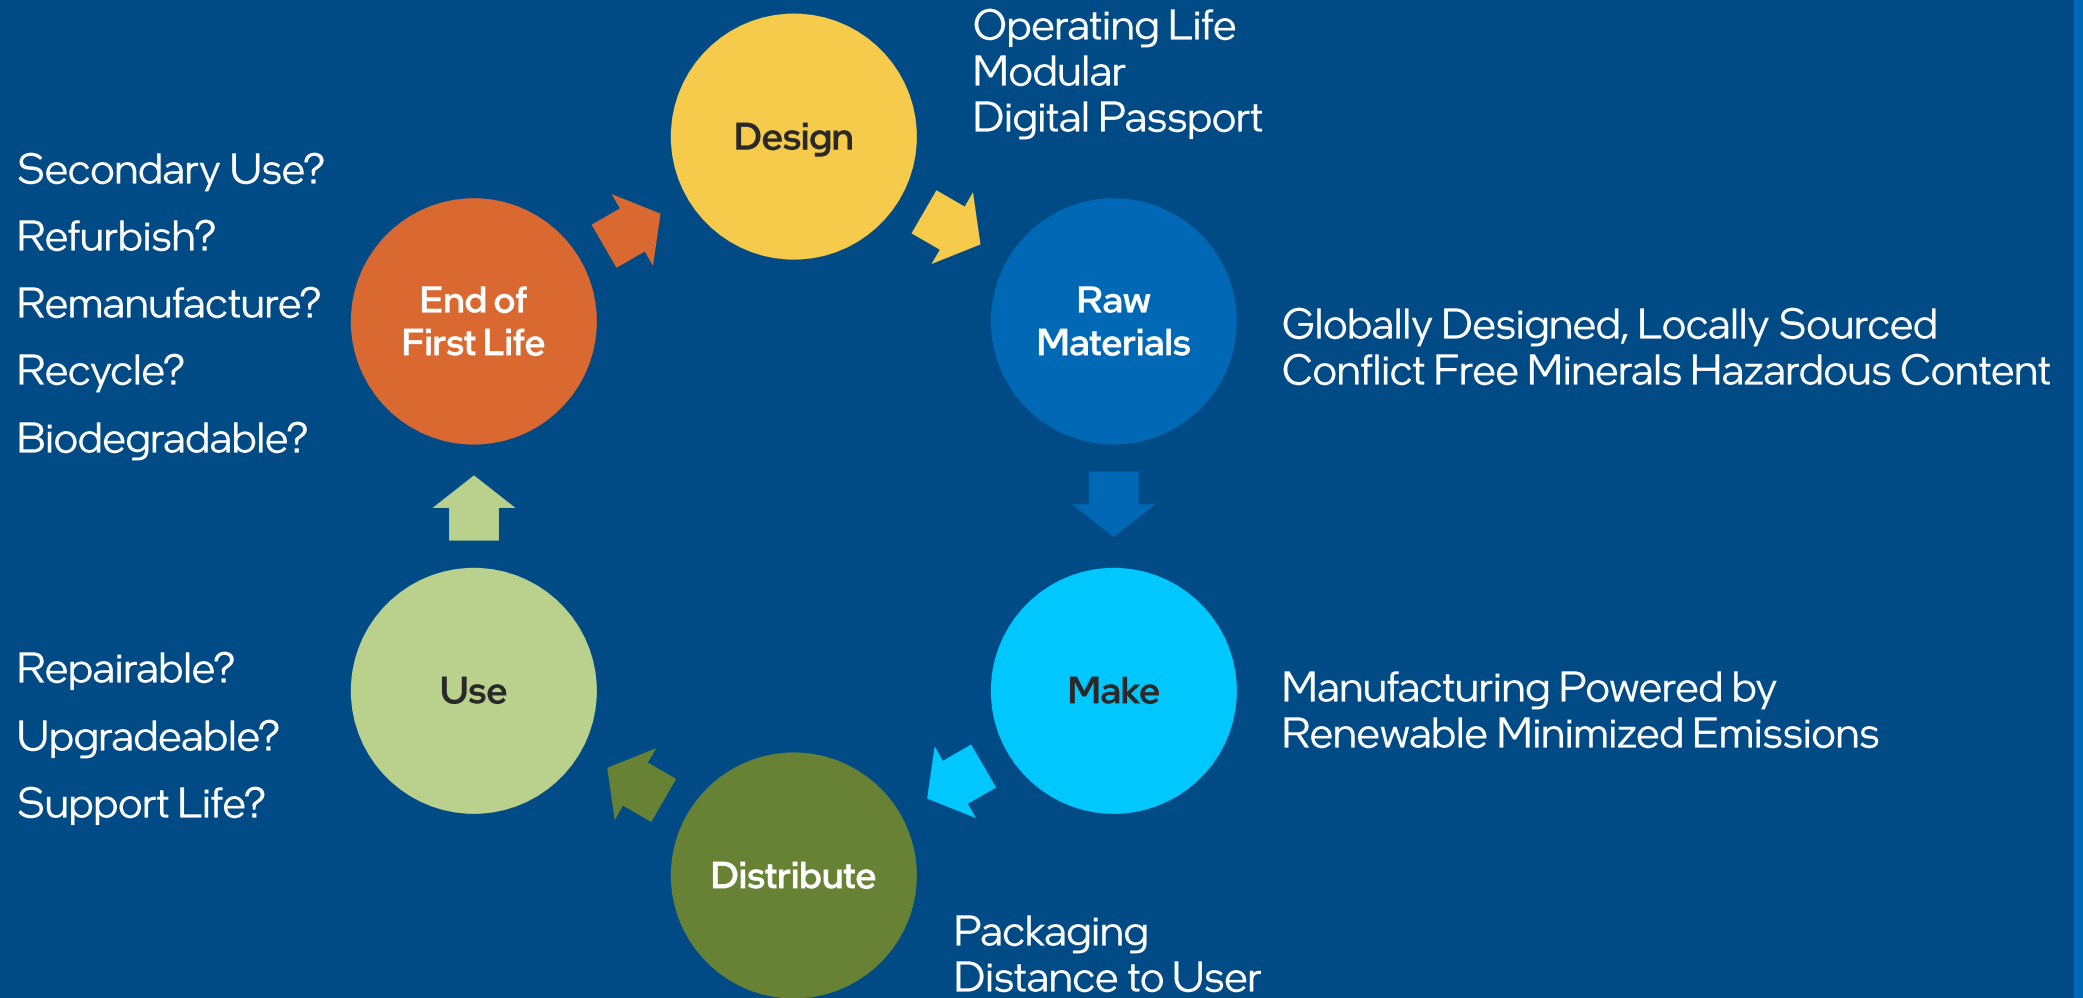 Operating Life
Modular
Digital Passport
Design
Secondary Use?
Refurbish?
Remanufacture?
Recycle?
Biodegradable?
End of
First Life
Raw
Materials
Globally Designed, Locally Sourced
Conflict Free Minerals Hazardous Content
Repairable?
Upgradeable?
Support Life?
Use
Make
Manufacturing Powered by
Renewable Minimized Emissions
Distribute
Packaging
Distance to User